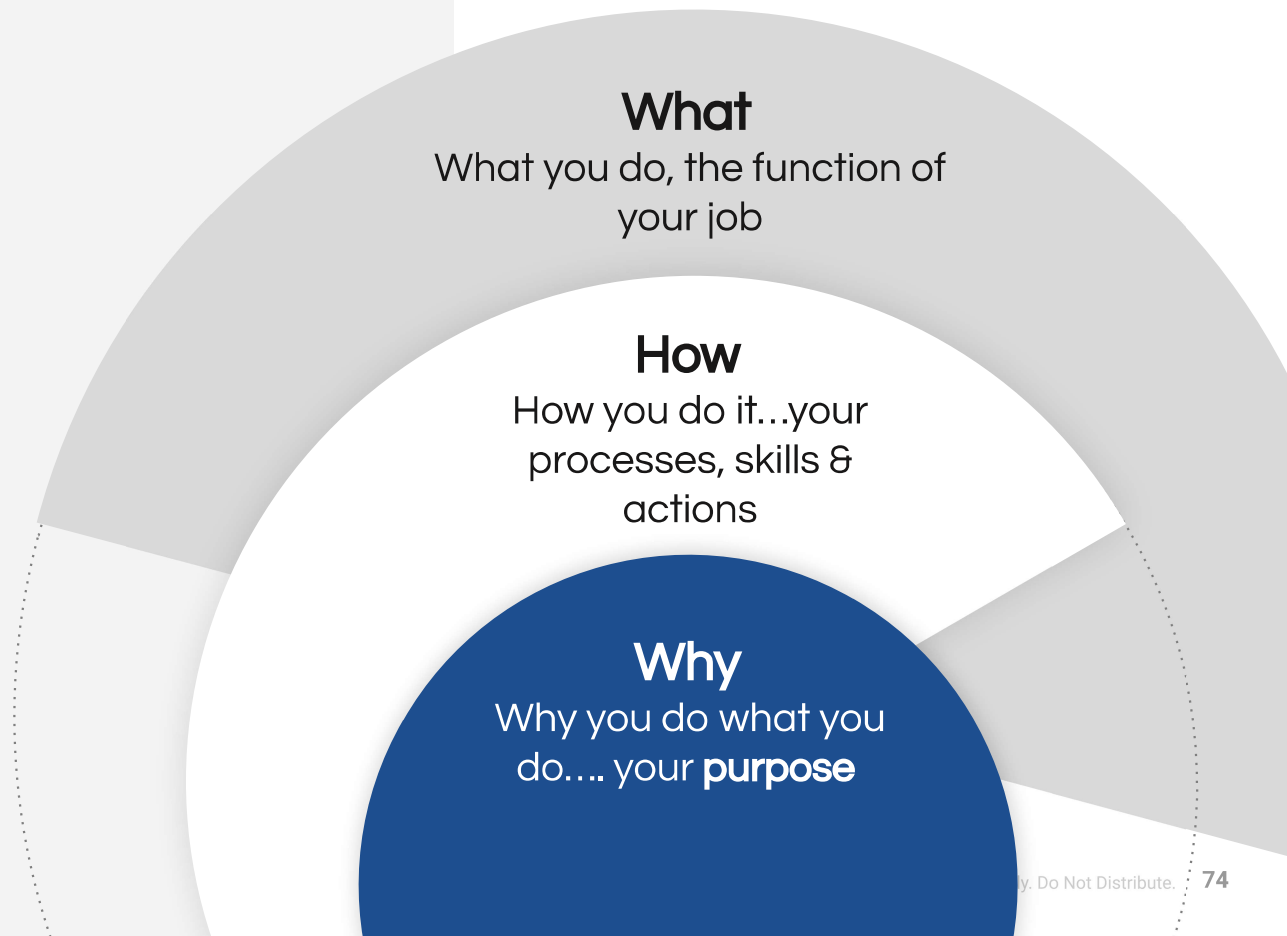 What
What you do, the function of
your job
How
How you do it...your
processes, skills &
actions
Why
Why you do what you
do.... your purpose
Do Not Distribute.
74